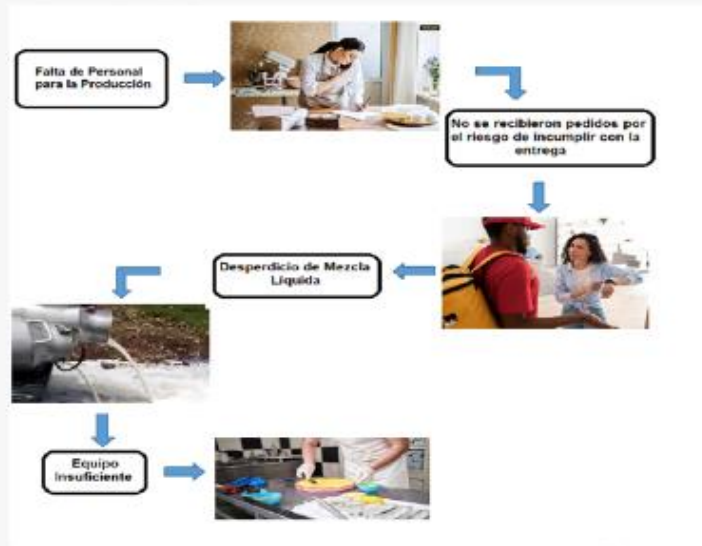 Falta de Personal
para la Producción
No se recibieron pedidos por
el riesgo de incumplir con la
entrega
Desperdicio de Mezcla
Líquida
Equipo
Insuficiente